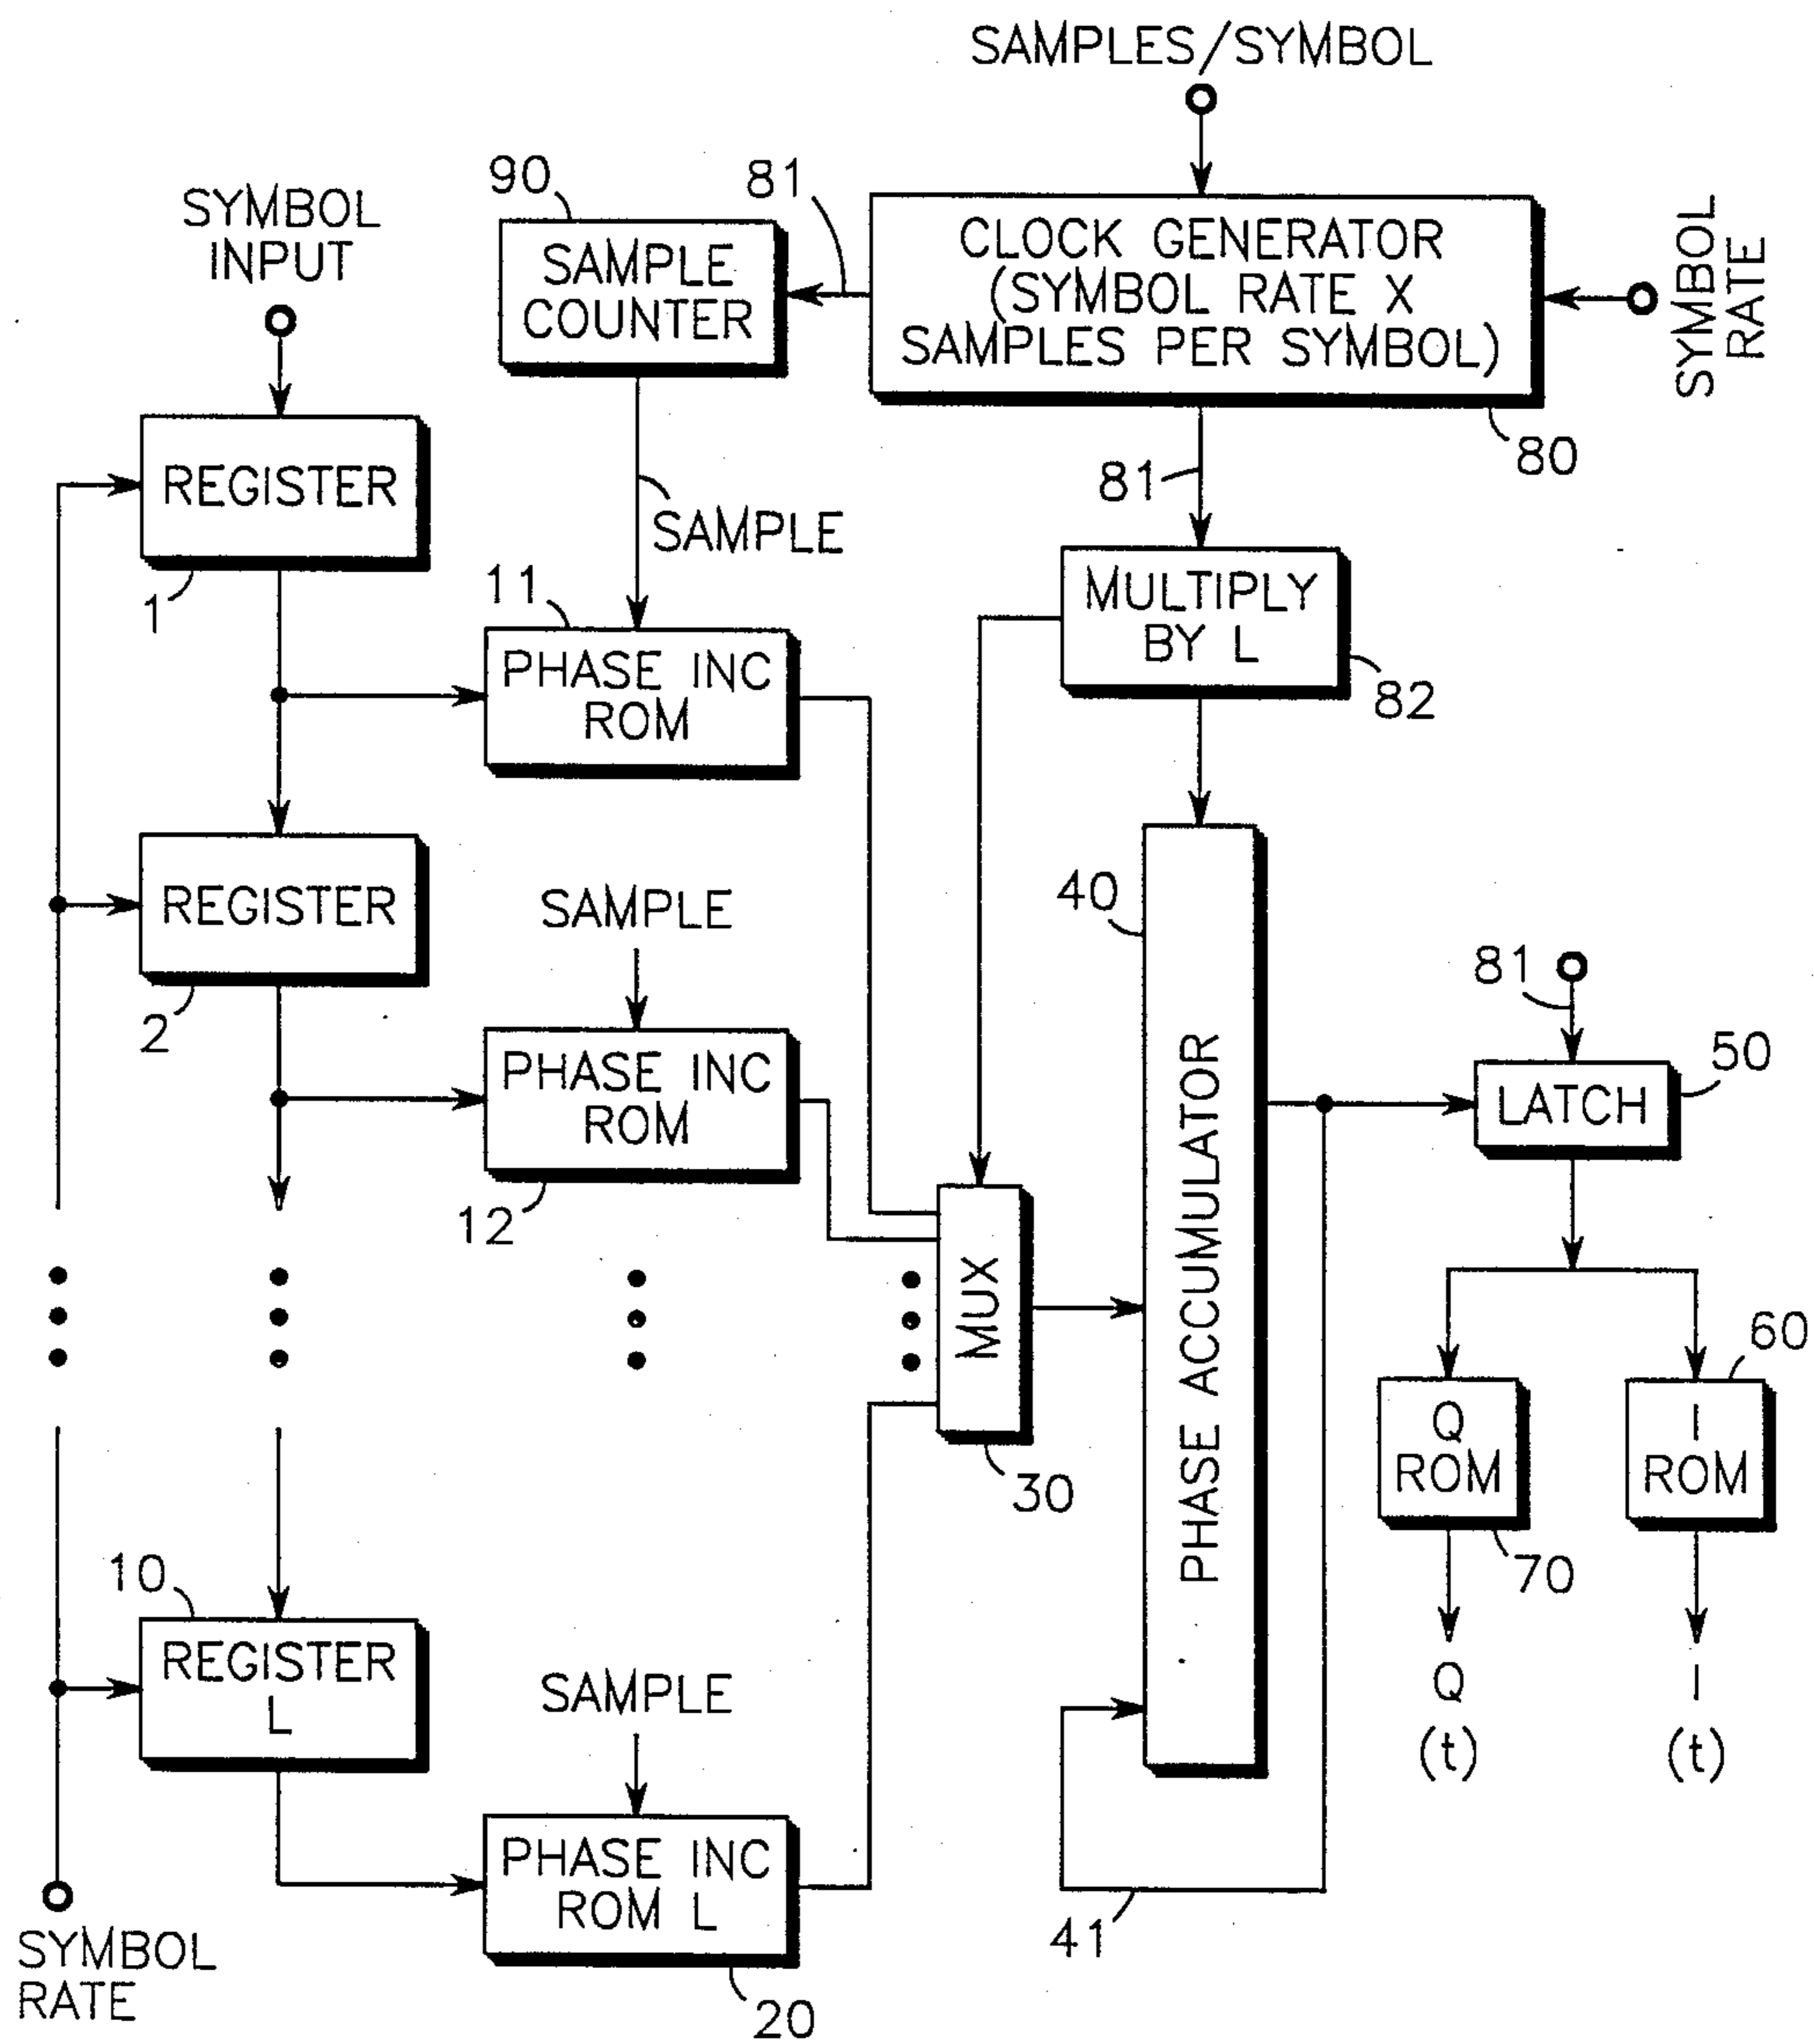 SAMPLES/SYMBOL
90
81
SYMBOL
INPUT
SAMPLE
COUNTER
CLOCK GENERATOR
(SYMBOL RATE X
SAMPLES PER SYMBOL)
SYMBOL
RATE
80
REGISTER
1
SAMPLE
81
11
PHASE INC
ROM
MULTIPLY
BY L
82
REGISTER
2
SAMPLE
40
81
PHASE INC
ROM
12
LATCH
50
MUX
30
PHASE ACCUMULATOR
60
Q
ROM
70
I
ROM
10
REGISTER
L
SAMPLE
Q
(t)
I
(t)
PHASE INC
ROM L
20
41
SYMBOL
RATE